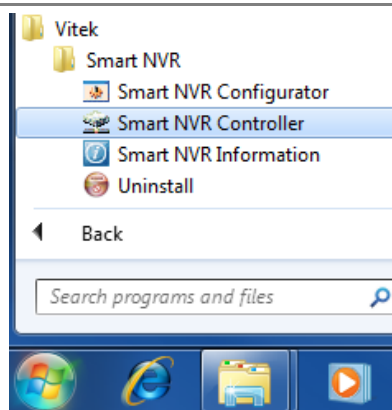 Vitek
Smart NVR
Smart NVR Configurator
Smart NVR Controller
Smart NVR Information
Uninstall
Back
Search programs and files